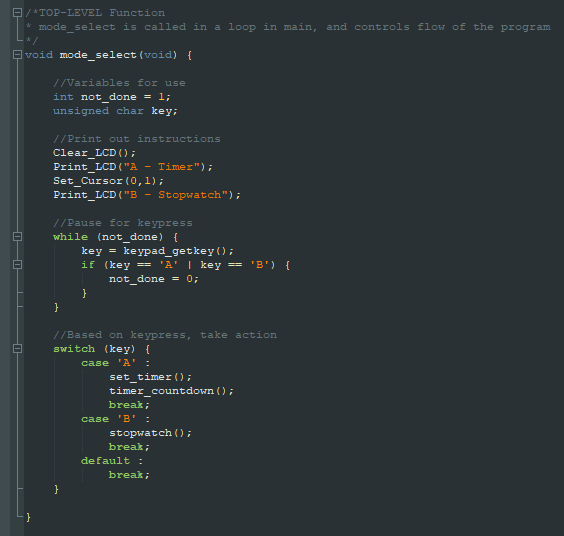 /*TOP-LEVEL Function
* mode_select is called in a loop in main, and controls flow of the program
*/
void mode_select(void) {
//Variables for use
int not_done = 1;
unsigned char key;
//Print out instructions
Clear_LCD();
Print_LCD("A - Timer");
Set_Cursor(0,1);
Print_LCD("B - Stopwatch");
//Pause for keypress
while (not_done) {
key = keypad_getkey();
if (key == 'A' | key == 'B') {
not_done = 0;
}
}
//Based on keypress, take action
switch (key) {
case 'A' :
set_timer();
timer_countdown();
break;
case 'B' :
stopwatch();
break;
default :
break;
}
}